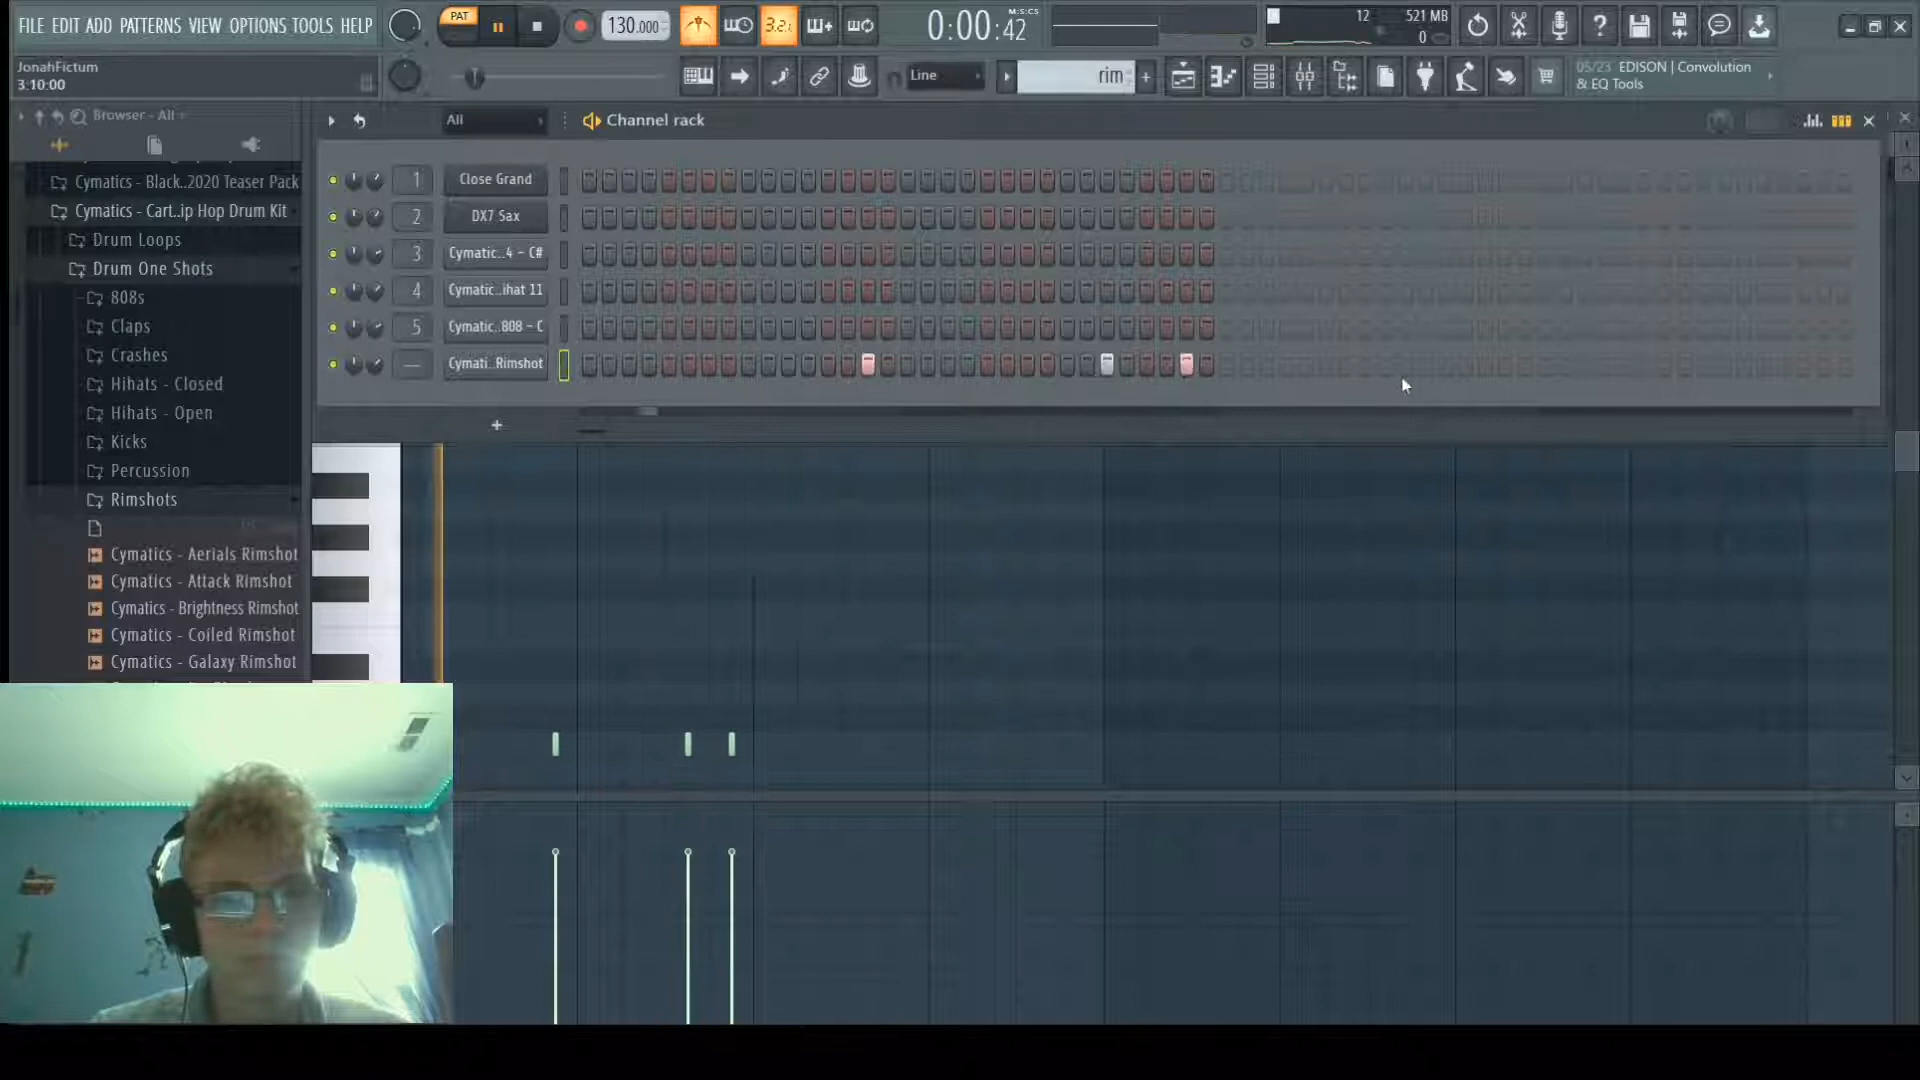 FILE EDIT ADD PATTERNS VIEW OPTIONS TOOLS HELP
PAT
130.000
3.2.
0:00:42
M:S:CS
12
521 MB
0
JonahFictum
3:10:00
Line
rim
05/23 EDISON | Convolution
& EQ Tools
Browser - All
All
Channel rack
Cymatics - Black..2020 Teaser Pack
Cymatics - Cart..ip Hop Drum Kit
Drum Loops
Drum One Shots
808s
Claps
Crashes
Hihats - Closed
Hihats - Open
Kicks
Percussion
Rimshots
Cymatics - Aerials Rimshot
Cymatics - Attack Rimshot
Cymatics - Brightness Rimshot
Cymatics - Coiled Rimshot
Cymatics - Galaxy Rimshot
1 Close Grand
2 DX7 Sax
3 Cymatic..4 - C#
4 Cymatic..ihat 11
5 Cymatic..808 - C
Cymati..Rimshot